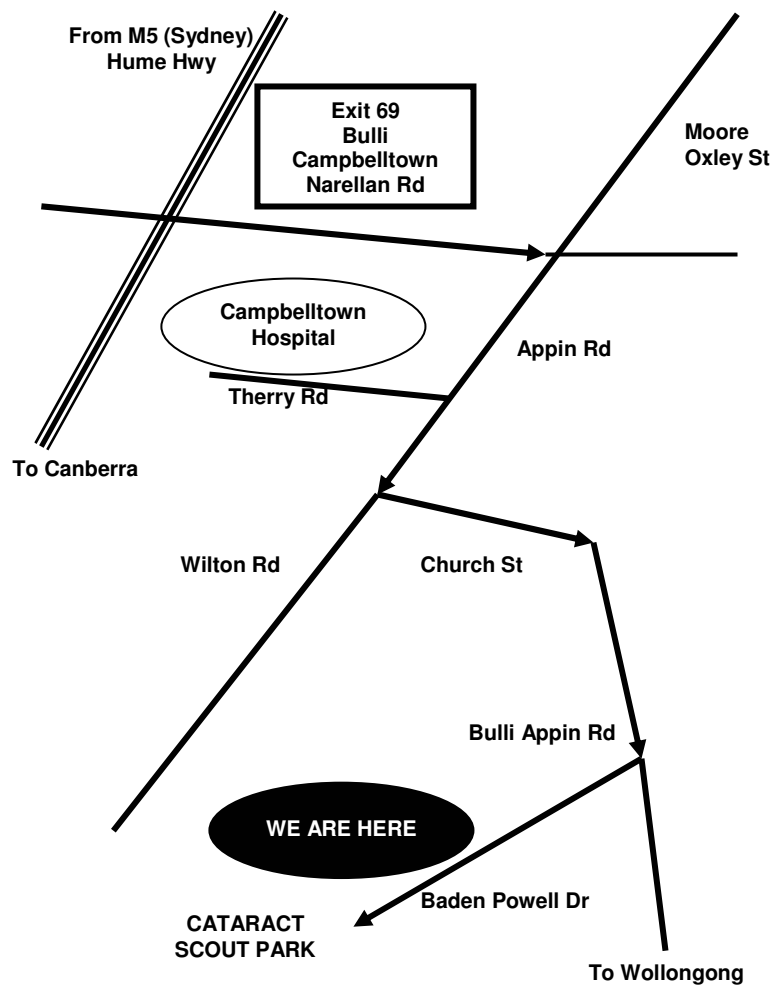 From M5 (Sydney)
Hume Hwy
Exit 69
Bulli
Campbelltown
Narellan Rd
Moore
Oxley St
Campbelltown
Hospital
Appin Rd
Therry Rd
To Canberra
Wilton Rd
Church St
Bulli Appin Rd
WE ARE HERE
Baden Powell Dr
CATARACT
SCOUT PARK
To Wollongong